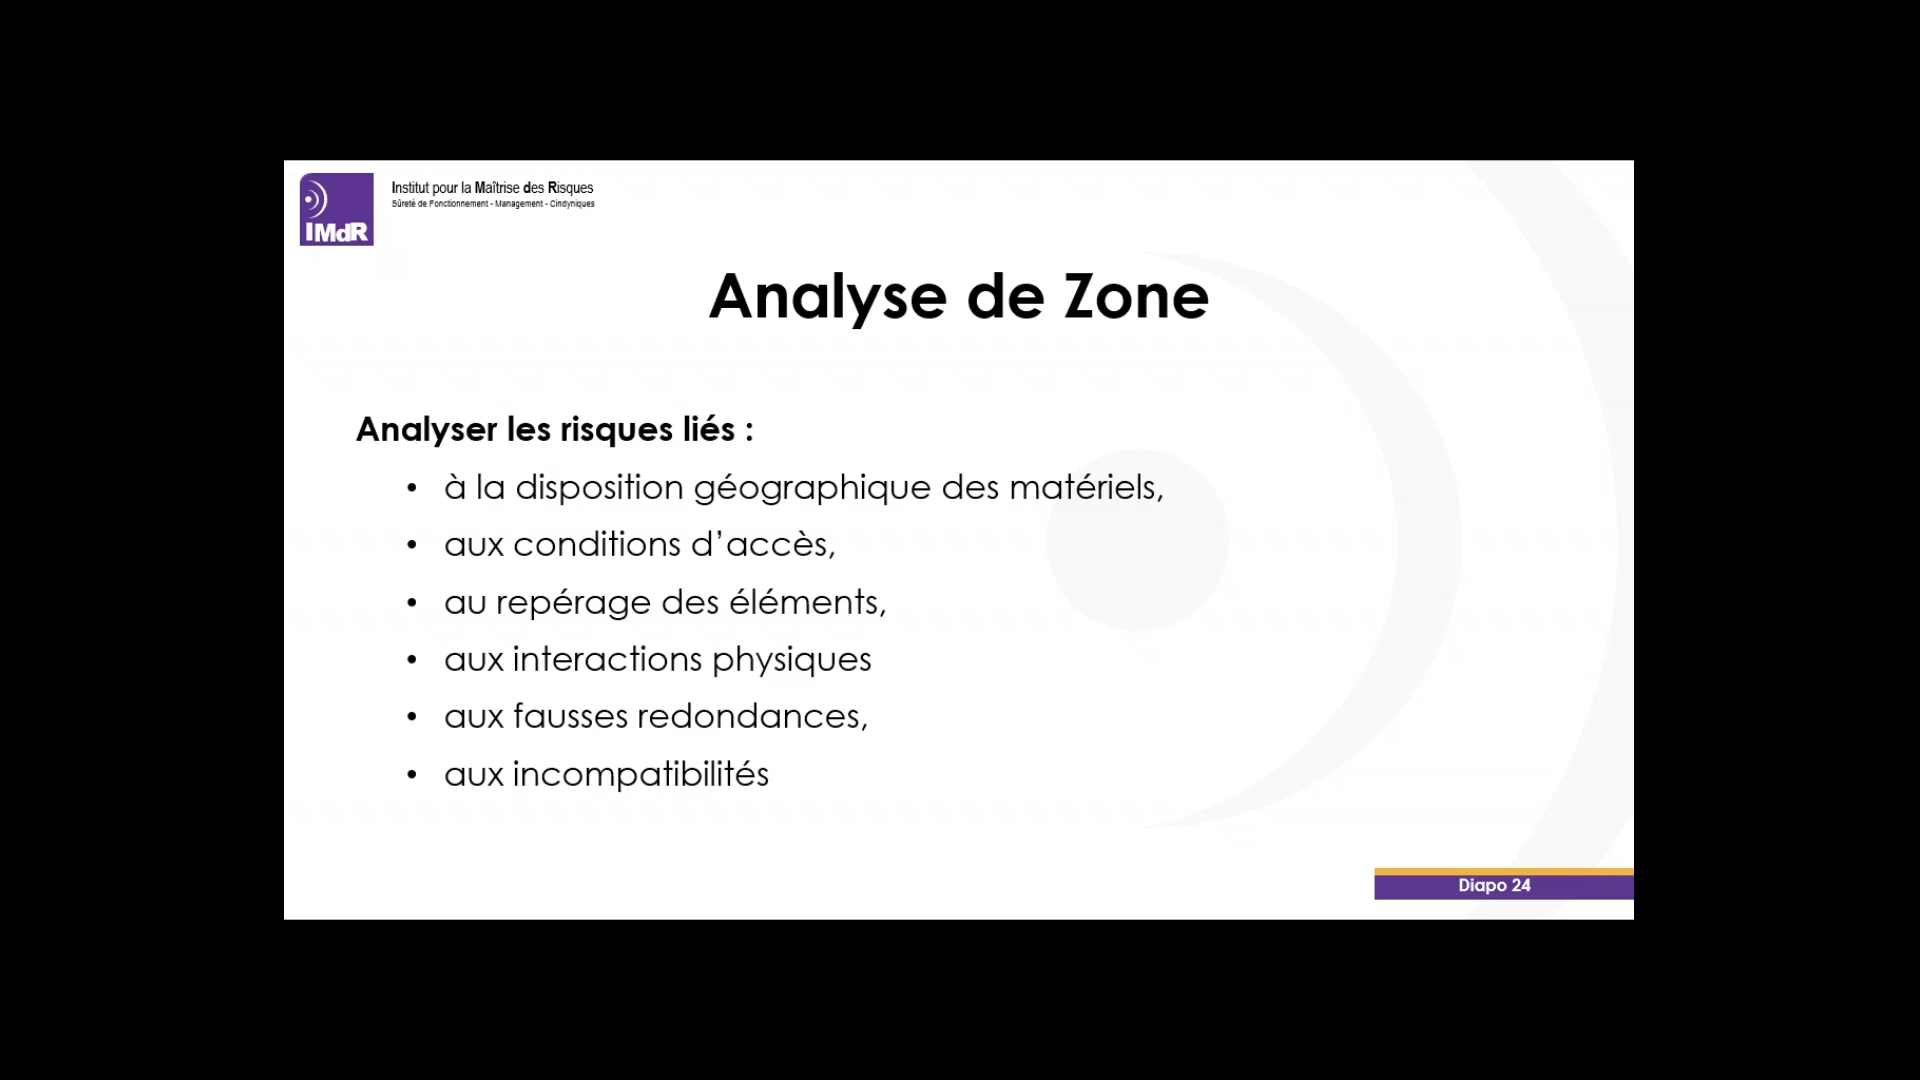 IMdR
Institut pour la Maîtrise des Risques
Sûreté de Fonctionnement - Management - Cindyniques
Analyse de Zone
Analyser les risques liés :
• à la disposition géographique des matériels,
• aux conditions d’accès,
• au repérage des éléments,
• aux interactions physiques
• aux fausses redondances,
• aux incompatibilités
Diapo 24